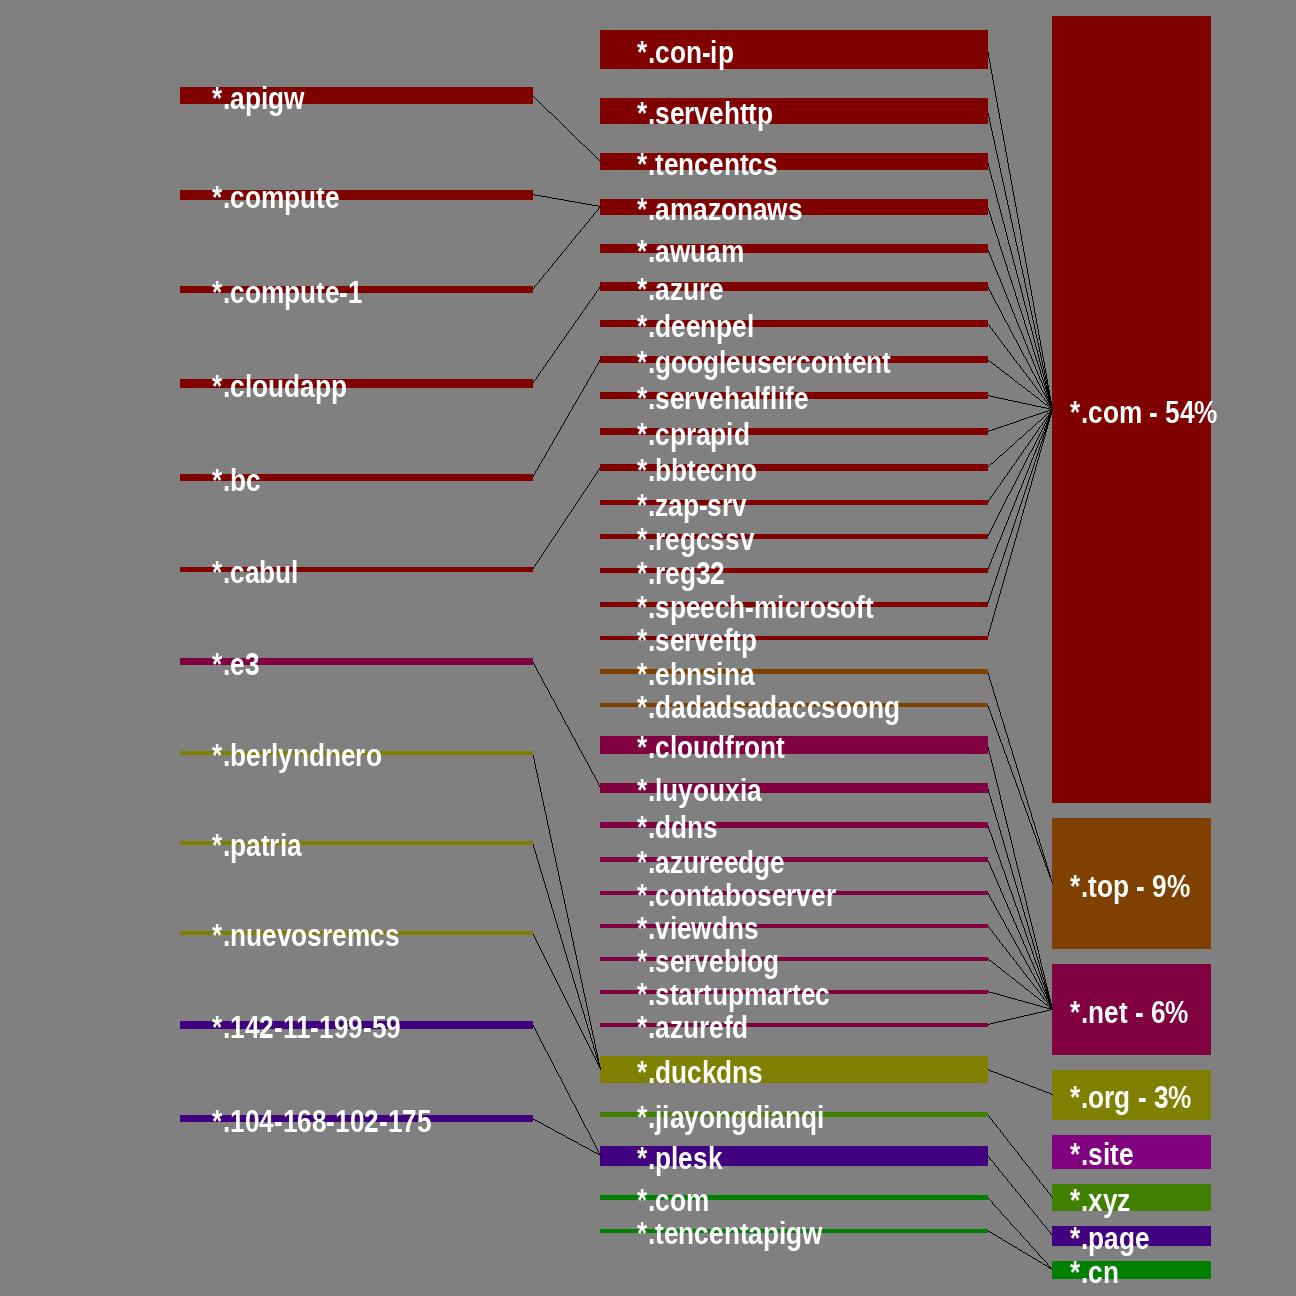 *.apigw
*.compute
*.compute-1
*.cloudapp
*.bc
*.cabul
*.e3
*.berlyndnero
*.patria
*.nuevosremcs
*.142-11-199-59
*.104-168-102-175
*.con-ip
*.servehttp
*.tencentcs
*.amazonaws
*.awuam
*.azure
*.deenpel
*.googleusercontent
*.servehalflife
*.cprapid
*.bbtecno
*.zap-srv
*.regcssv
*.reg32
*.speech-microsoft
*.serveftp
*.ebnsina
*.dadadsadaccsoong
*.cloudfront
*.luyouxia
*.ddns
*.azureedge
*.contaboserver
*.viewdns
*.serveblog
*.startupmartec
*.azurefd
*.duckdns
*.jiayongdianqi
*.plesk
*.com
*.tencentapigw
*.com - 54%
*.top - 9%
*.net - 6%
*.org - 3%
*.site
*.xyz
*.page
*.cn